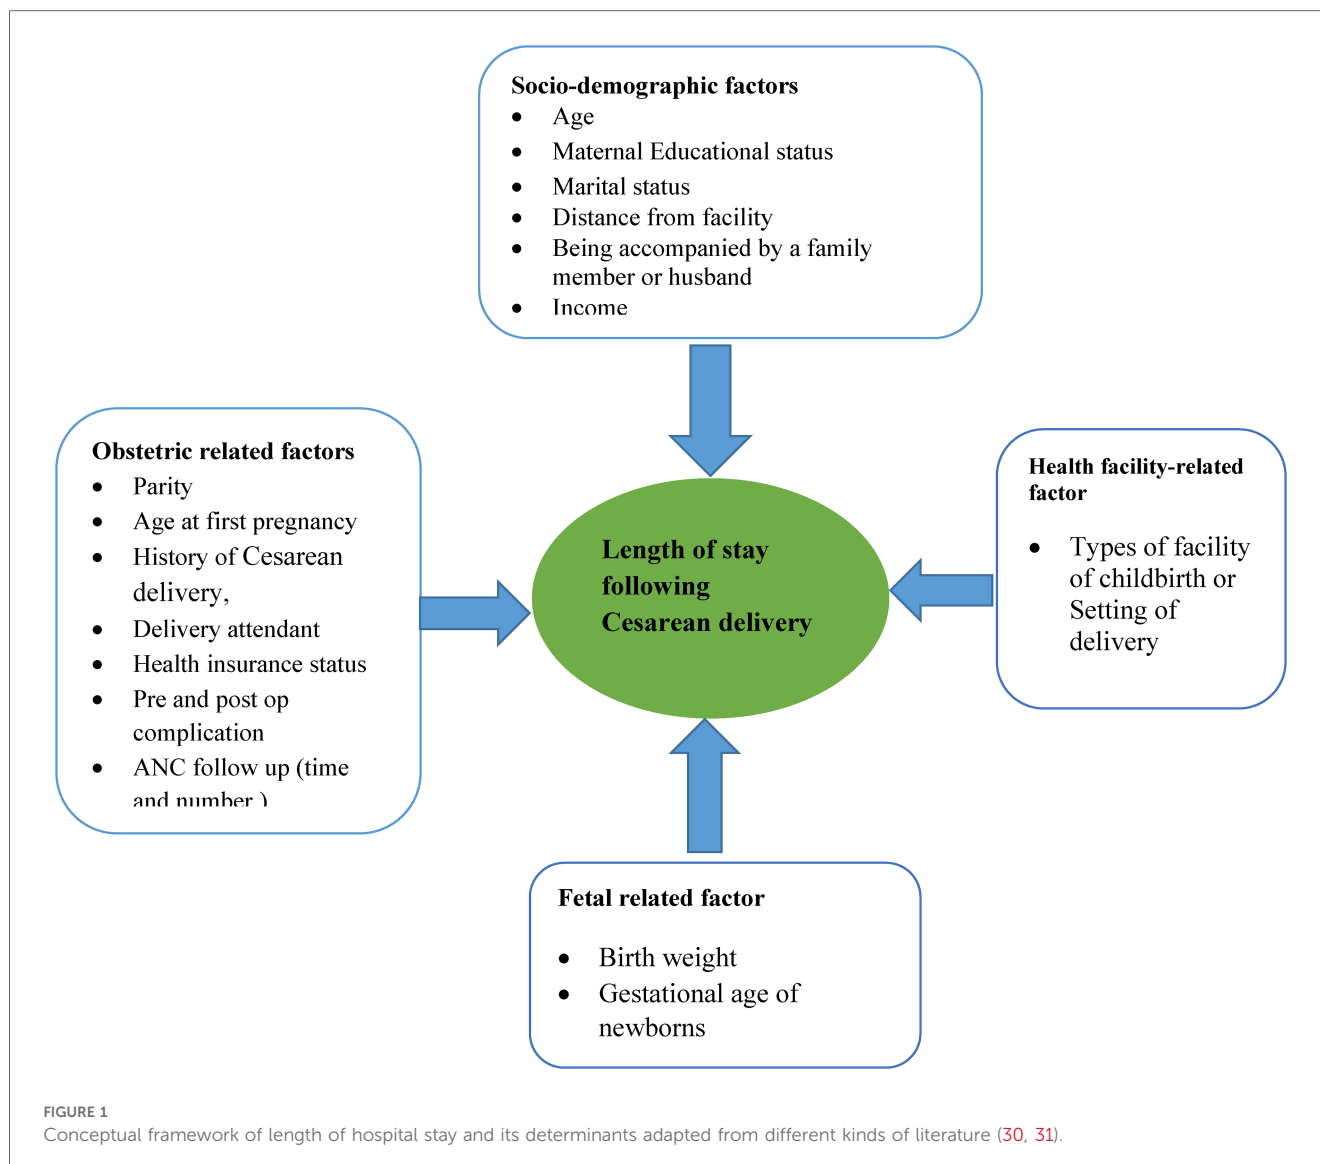 Socio-demographic factors
• Age
• Maternal Educational status
• Marital status
• Distance from facility
• Being accompanied by a family
member or husband
• Income
Obstetric related factors
• Parity
• Age at first pregnancy
• History of Cesarean
delivery,
• Delivery attendant
• Health insurance status
• Pre and post op
complication
• ANC follow up (time
and number )
Length of stay
following
Cesarean delivery
Health facility-related
factor
• Types of facility
of childbirth or
Setting of
delivery
Fetal related factor
• Birth weight
• Gestational age of
newborns
FIGURE 1
Conceptual framework of length of hospital stay and its determinants adapted from different kinds of literature (30, 31).